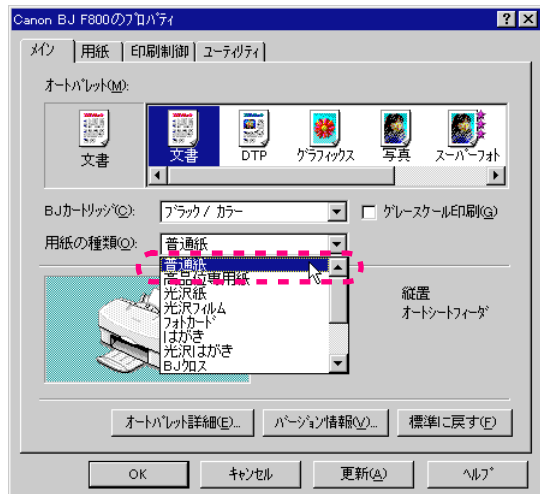 Canon BJ F800のﾌﾟﾛﾊﾟﾃｨ
ﾒｲﾝ 用紙 印刷制御 ﾕｰﾃｨﾘﾃｨ
ｵｰﾄﾊﾟﾚｯﾄ(M):
文書 文書 DTP ｸﾞﾗﾌｨｯｸｽ 写真 ｽｰﾊﾟｰﾌｫﾄ
BJｶｰﾄﾘｯｼﾞ(C): ﾌﾞﾗｯｸ / ｶﾗｰ ｸﾞﾚｰｽｹｰﾙ印刷(G)
用紙の種類(O): 普通紙
普通紙
高品位専用紙
光沢紙
光沢ﾌｨﾙﾑ
ﾌｫﾄｶｰﾄﾞ
はがき
光沢はがき
BJｸﾛｽ
縦置
ｵｰﾄｼｰﾄﾌｨｰﾀﾞ
ｵｰﾄﾊﾟﾚｯﾄ詳細(E)... ﾊﾞｰｼﾞｮﾝ情報(V)... 標準に戻す(F)
OK ｷｬﾝｾﾙ 更新(A) ﾍﾙﾌﾟ